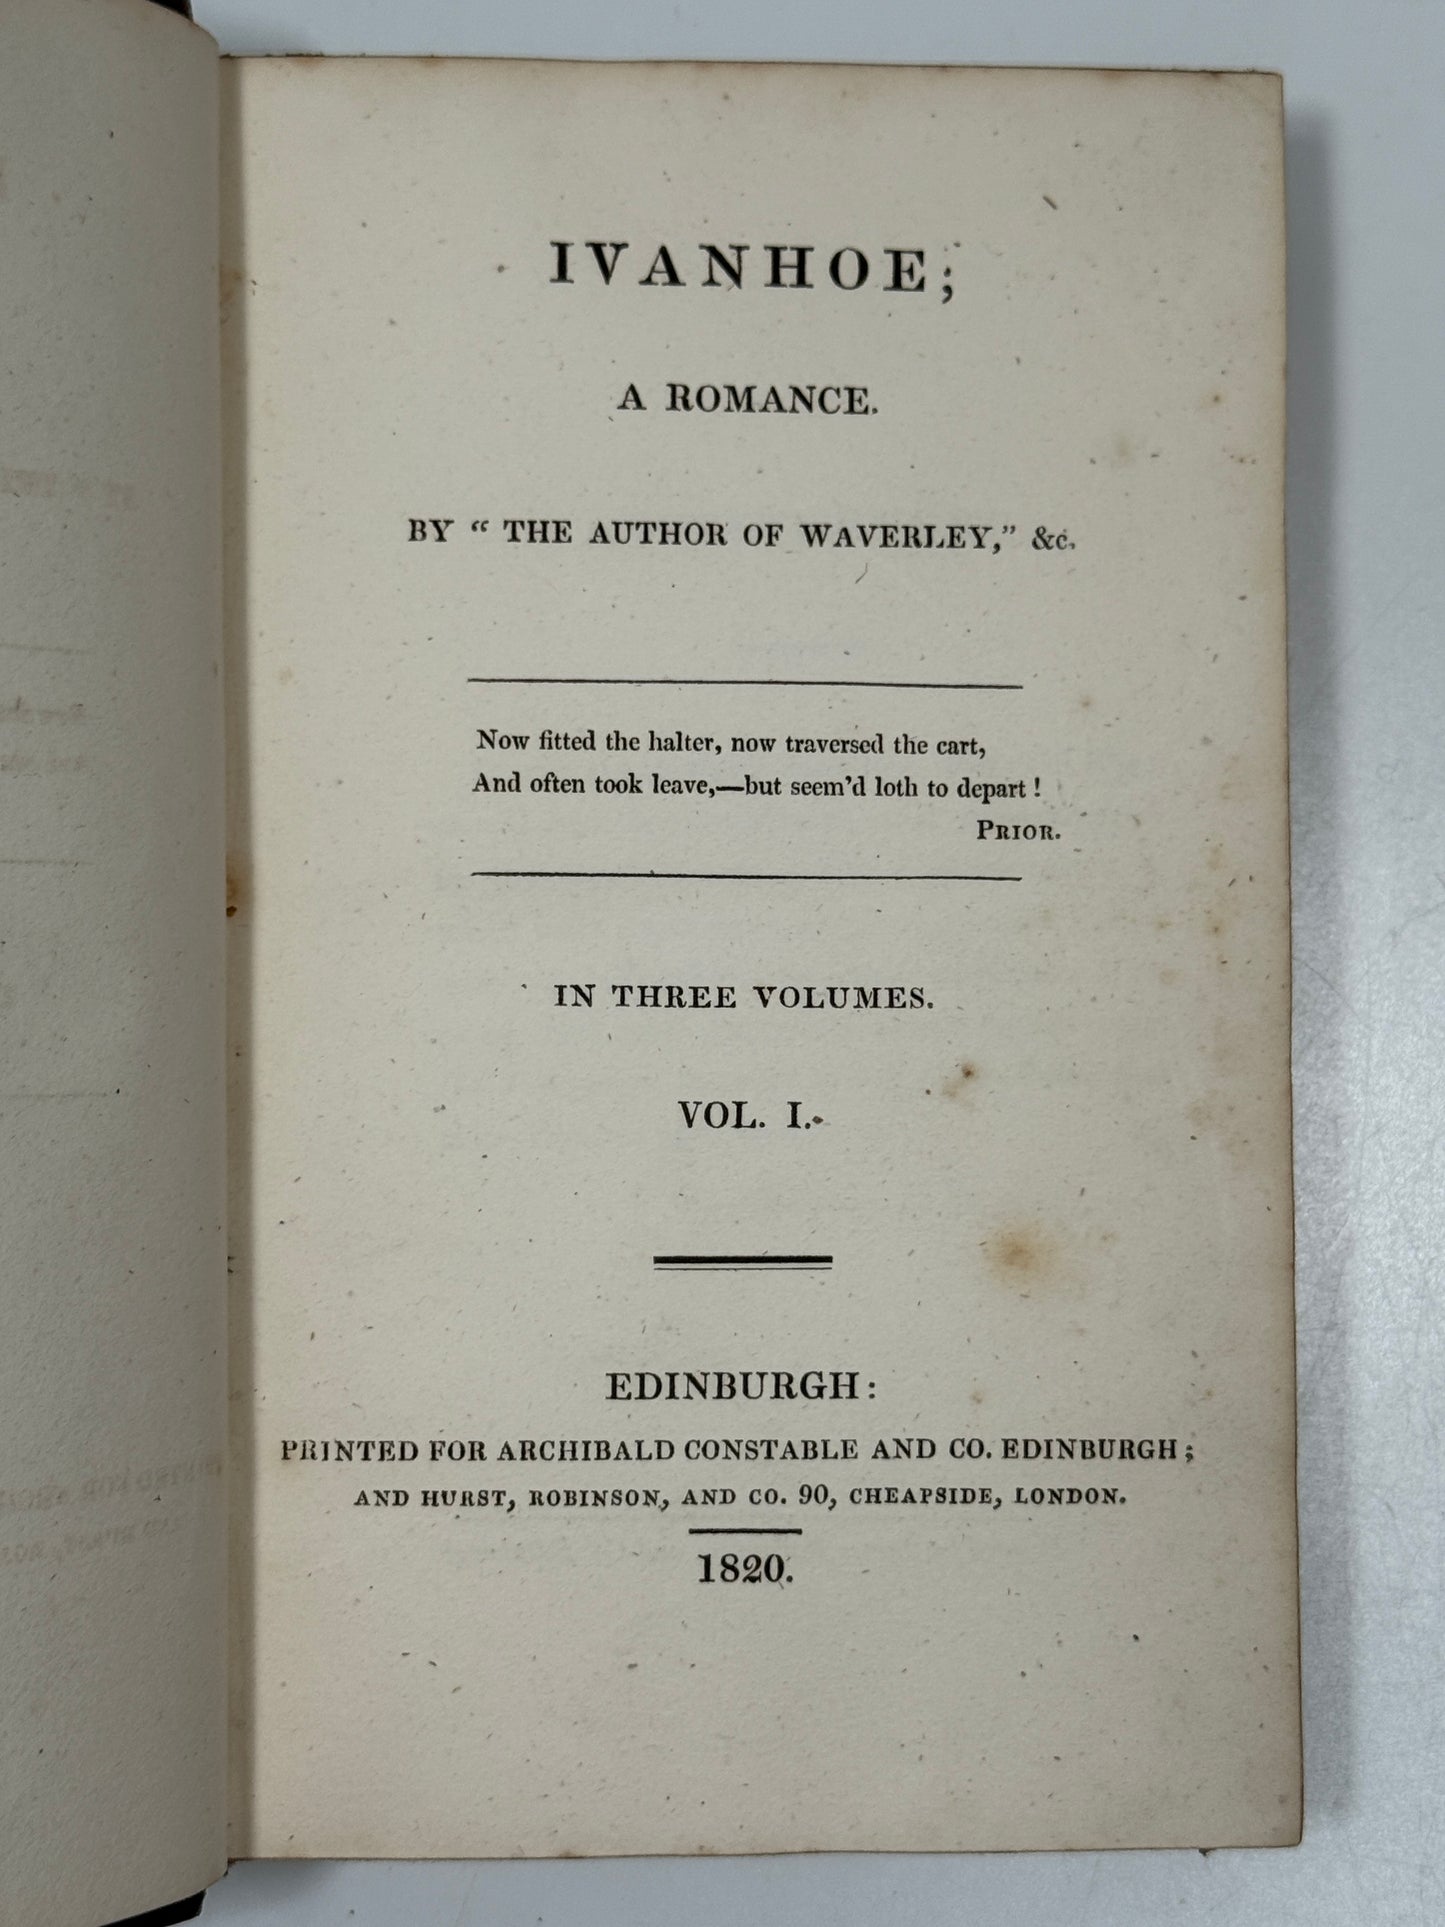 IVANHOE;
A ROMANCE.
BY “ THE AUTHOR OF WAVERLEY,” &c.
Now fitted the halter, now traversed the cart,
And often took leave,—but seem’d loth to depart !
PRIOR.
IN THREE VOLUMES.
VOL. I.
EDINBURGH:
PRINTED FOR ARCHIBALD CONSTABLE AND CO. EDINBURGH;
AND HURST, ROBINSON, AND CO. 90, CHEAPSIDE, LONDON.
1820.